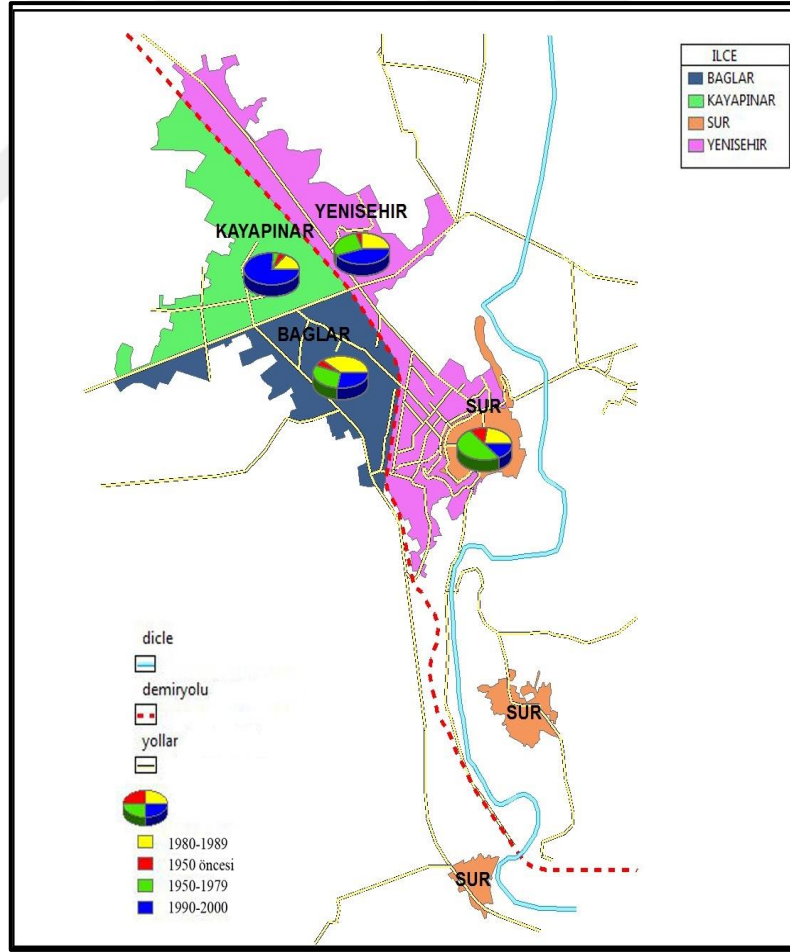 ILCE
BAGLAR
KAYAPINAR
SUR
YENISEHIR
YENISEHIR
KAYAPINAR
BAGLAR
SUR
SUR
SUR
dicle
demiryolu
yollar
1980-1989
1950 öncesi
1950-1979
1990-2000